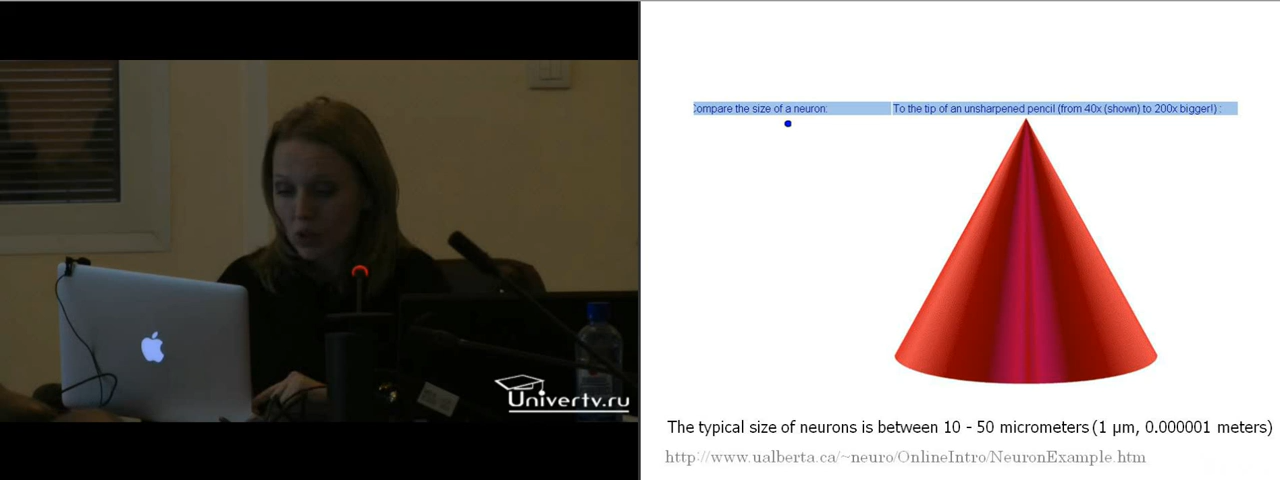 Compare the size of a neuron:
To the tip of an unsharpened pencil (from 40x (shown) to 200x bigger!) :
Univertv.ru
The typical size of neurons is between 10 - 50 micrometers (1 µm, 0.000001 meters)
http://www.ualberta.ca/~neuro/OnlineIntro/NeuronExample.htm